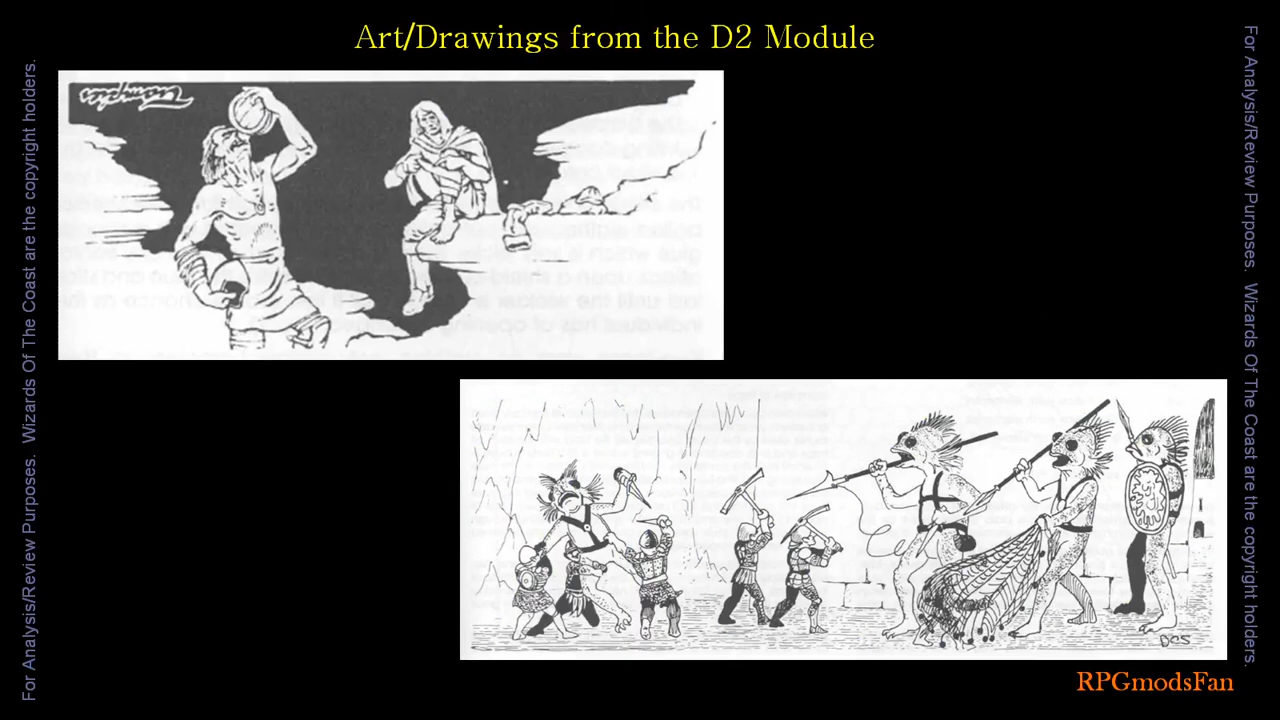 Art/Drawings from the D2 Module
For Analysis/Review Purposes. Wizards Of The Coast are the copyright holders.
For Analysis/Review Purposes. Wizards Of The Coast are the copyright holders.
DCS
RPGmodsFan